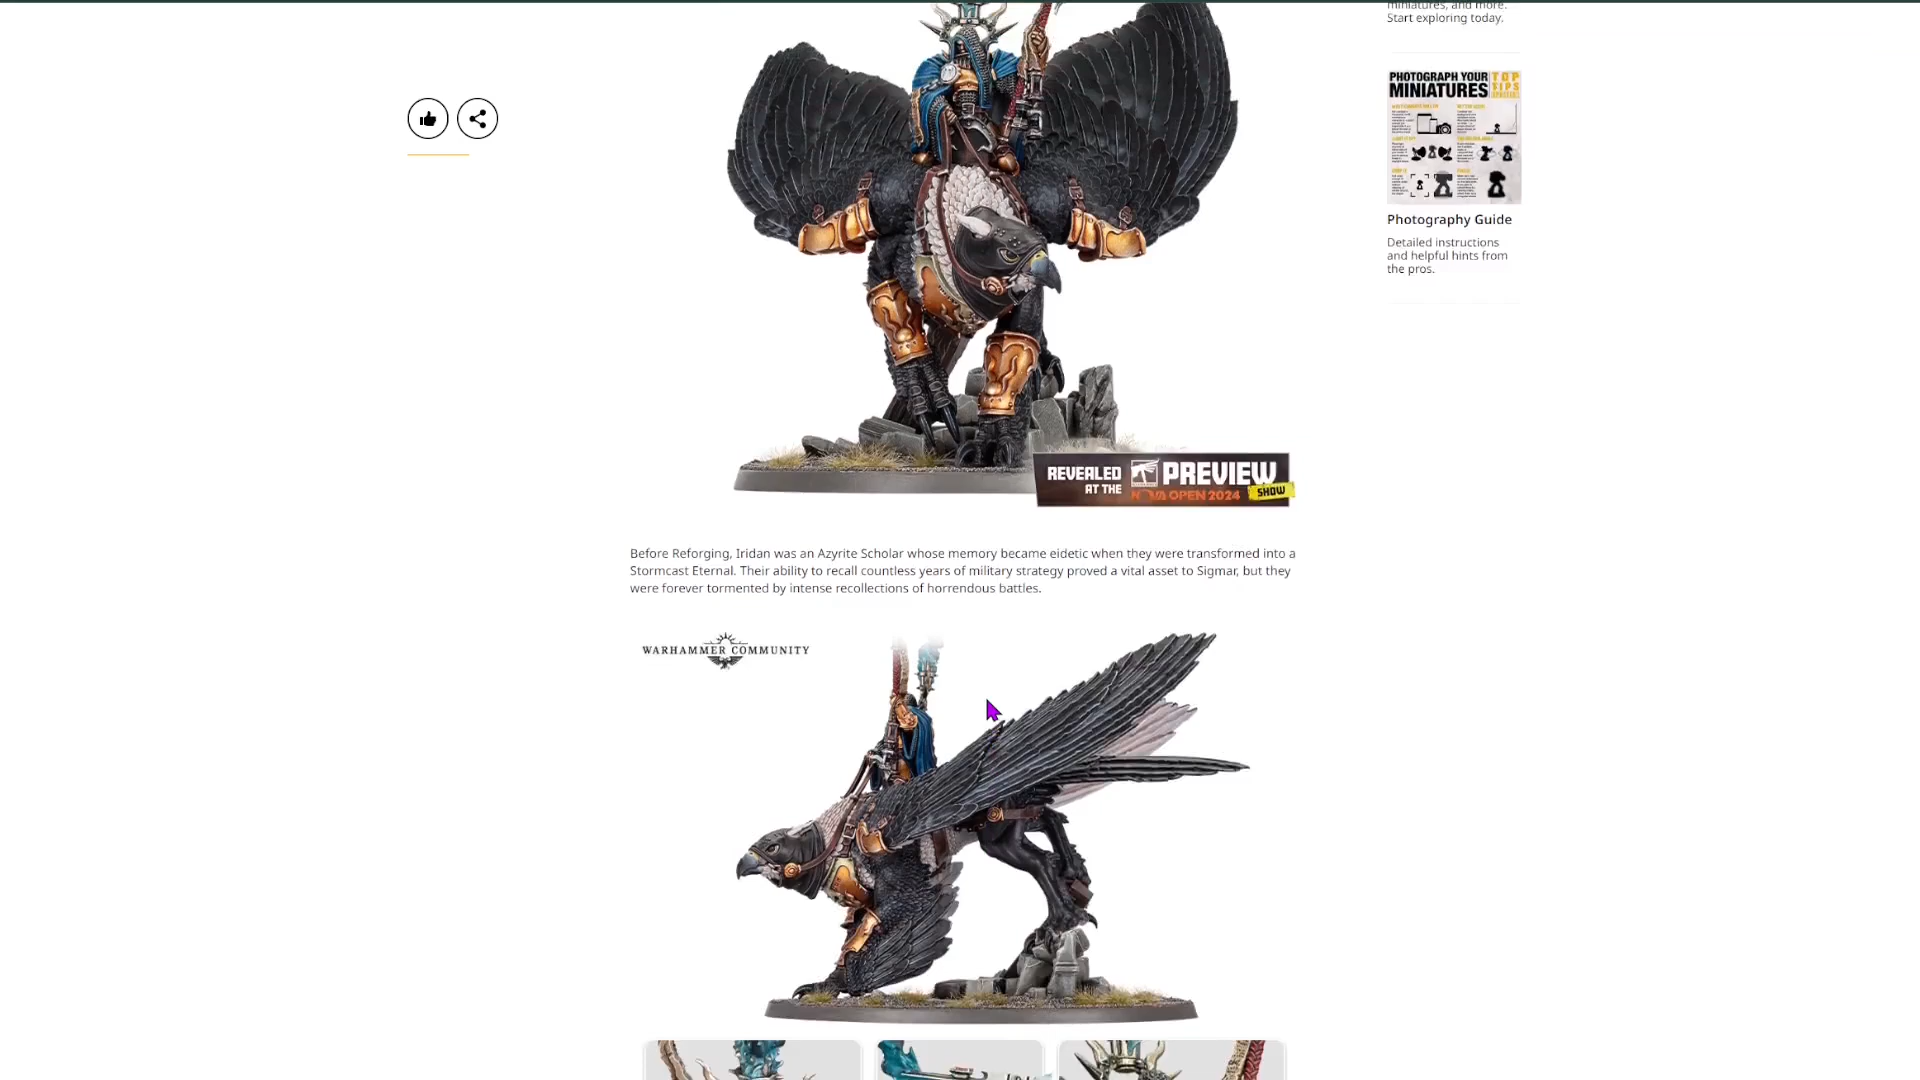 miniatures, and more.
Start exploring today.
PHOTOGRAPH YOUR
MINIATURES
TOP
TIPS
Photography Guide
Detailed instructions
and helpful hints from
the pros.
REVEALED
AT THE
PREVIEW
NOVA OPEN 2024
SHOW
Before Reforging, Iridan was an Azyrite Scholar whose memory became eidetic when they were transformed into a
Stormcast Eternal. Their ability to recall countless years of military strategy proved a vital asset to Sigmar, but they
were forever tormented by intense recollections of horrendous battles.
WARHAMMER COMMUNITY